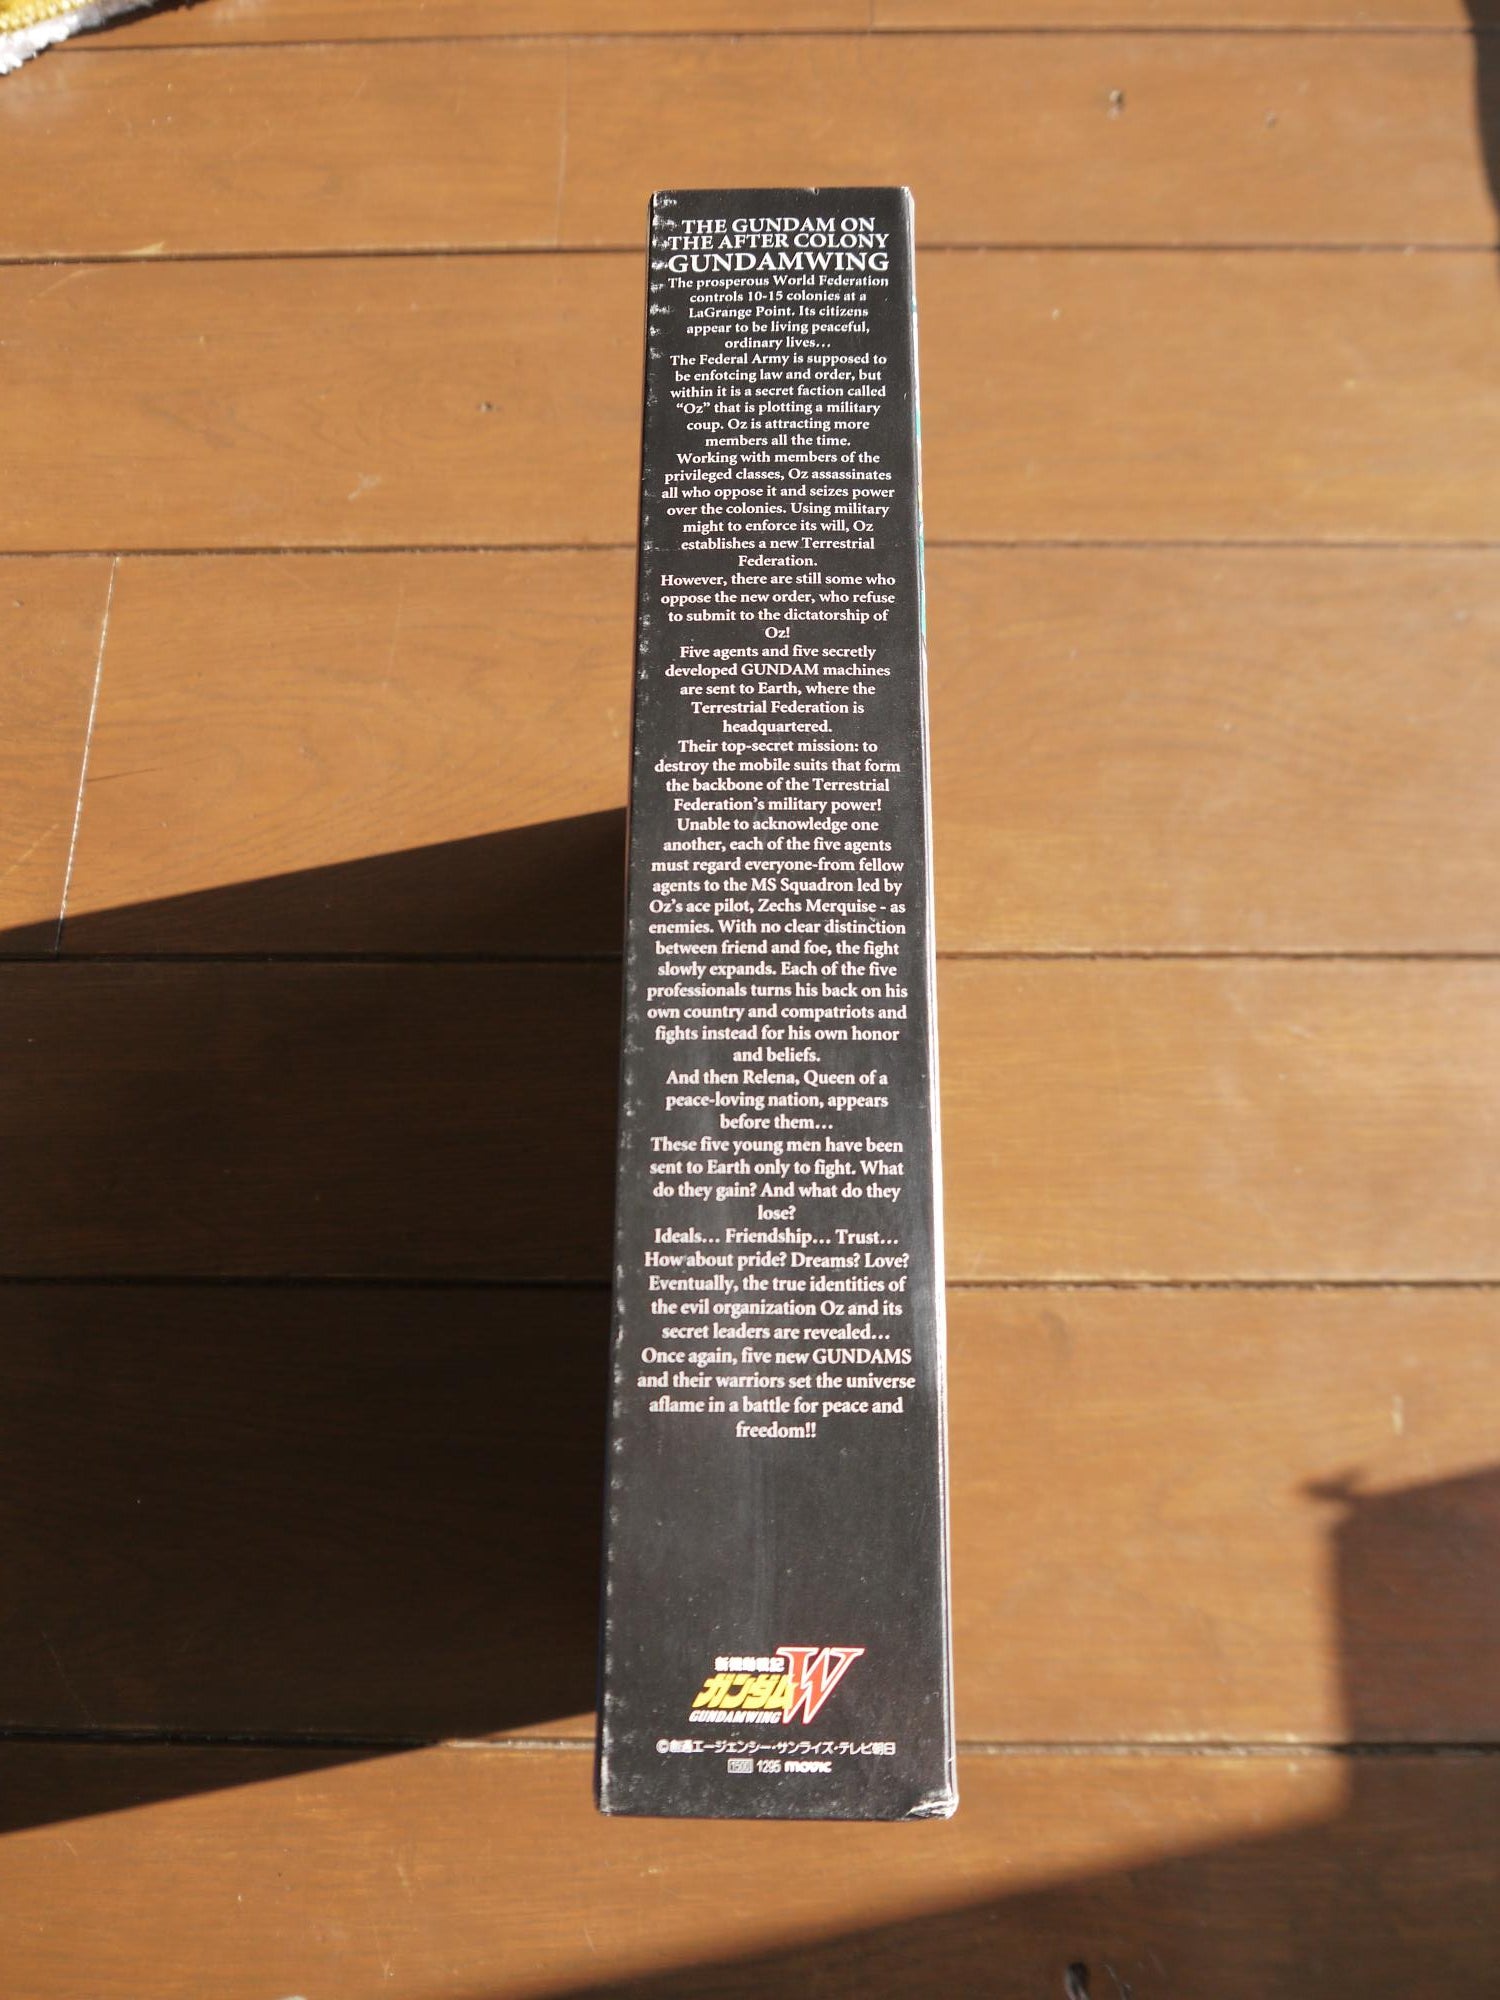 THE GUNDAM ON
THE AFTER COLONY
GUNDAMWING
The prosperous World Federation
controls 10-15 colonies at a
LaGrange Point. Its citizens
appear to be living peaceful,
ordinary lives...
The Federal Army is supposed to
be enfotcing law and order, but
within it is a secret faction called
“Oz” that is plotting a military
coup. Oz is attracting more
members all the time.
Working with members of the
privileged classes, Oz assassinates
all who oppose it and seizes power
over the colonies. Using military
might to enforce its will, Oz
establishes a new Terrestrial
Federation.
However, there are still some who
oppose the new order, who refuse
to submit to the dictatorship of
Oz!
Five agents and five secretly
developed GUNDAM machines
are sent to Earth, where the
Terrestrial Federation is
headquartered.
Their top-secret mission: to
destroy the mobile suits that form
the backbone of the Terrestrial
Federation's military power!
Unable to acknowledge one
another, each of the five agents
must regard everyone-from fellow
agents to the MS Squadron led by
Oz's ace pilot, Zechs Merquise - as
enemies. With no clear distinction
between friend and foe, the fight
slowly expands. Each of the five
professionals turns his back on his
own country and compatriots and
fights instead for his own honor
and beliefs.
And then Relena, Queen of a
peace-loving nation, appears
before them...
These five young men have been
sent to Earth only to fight. What
do they gain? And what do they
lose?
Ideals... Friendship... Trust...
How about pride? Dreams? Love?
Eventually, the true identities of
the evil organization Oz and its
secret leaders are revealed...
Once again, five new GUNDAMS
and their warriors set the universe
aflame in a battle for peace and
freedom!!
新機動戦記
ガンダムW
GUNDAMWING
©創通エージェンシー・サンライズ・テレビ朝日
1500 1295 movic